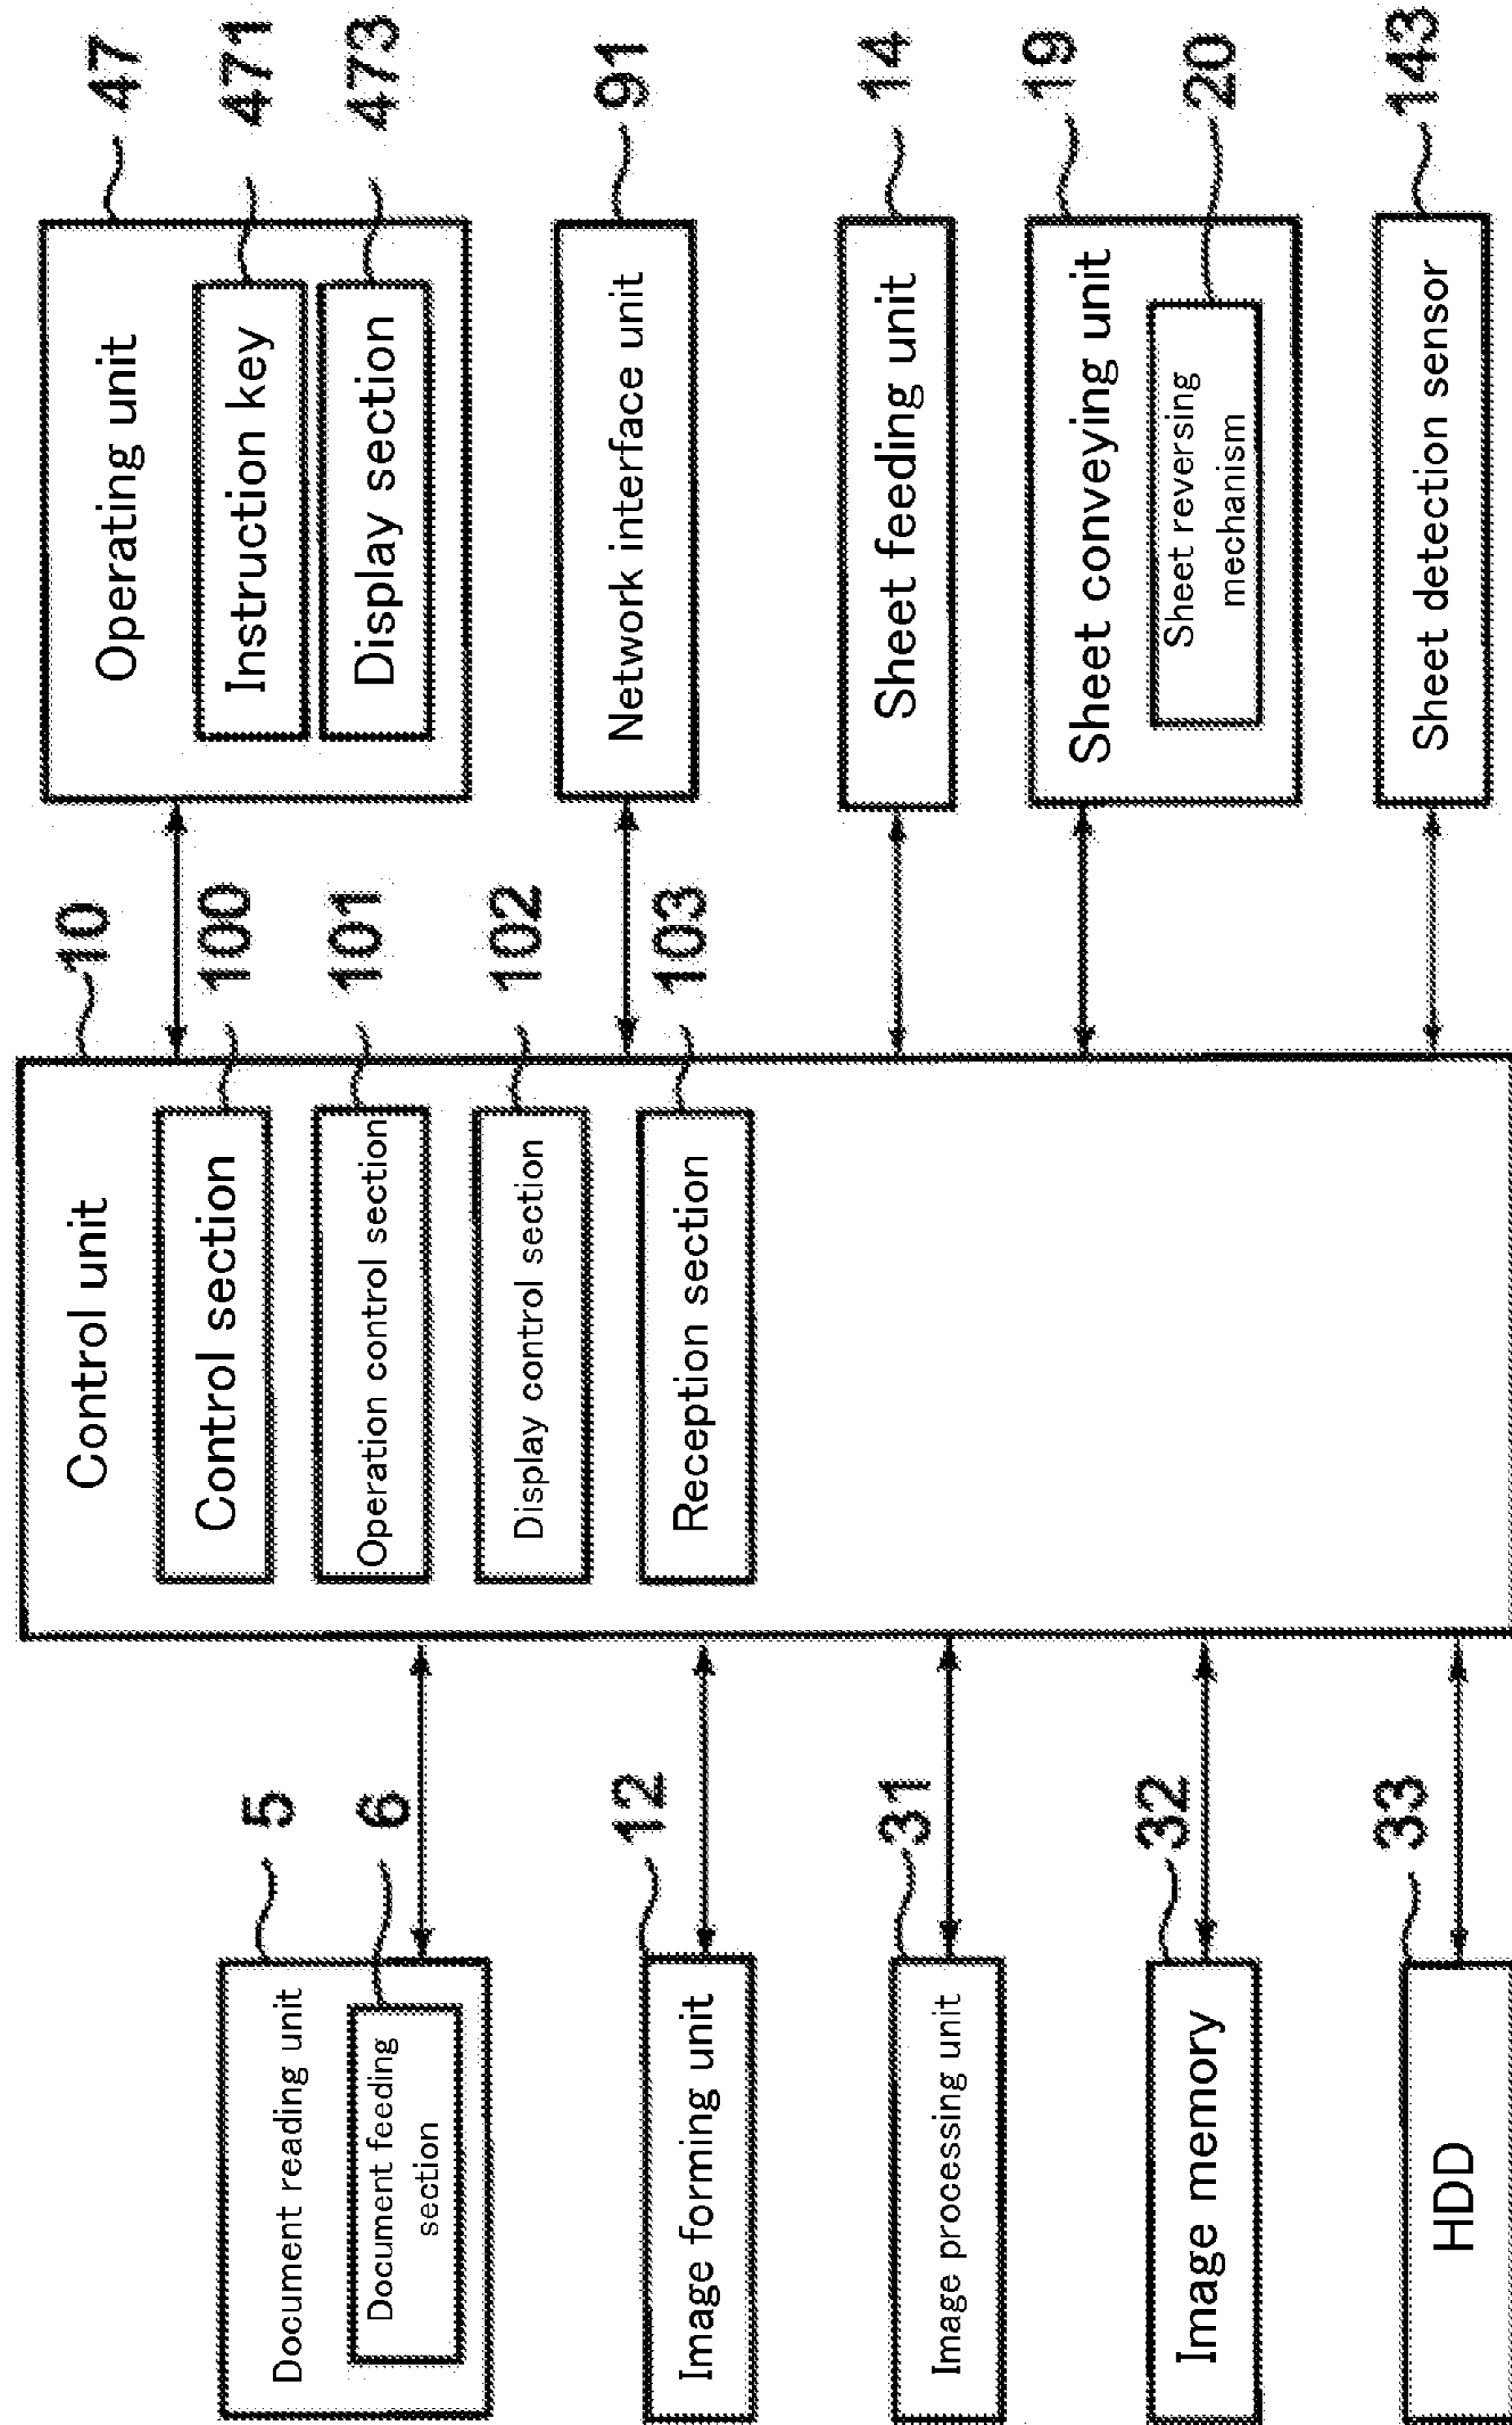 Document reading unit
5
Document feeding
section
6
Image forming unit
12
Image processing unit
31
Image memory
32
HDD
33
Control unit
10
Control section
100
Operation control section
101
Display control section
102
Reception section
103
Operating unit
47
Instruction key
471
Display section
473
Network interface unit
91
Sheet feeding unit
14
Sheet conveying unit
19
Sheet reversing
mechanism
20
Sheet detection sensor
143